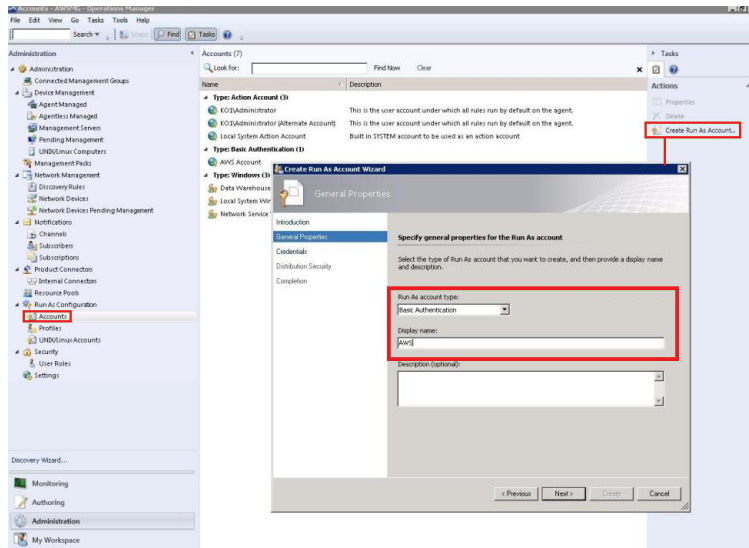 Accounts - AWSMG - Operations Manager
File Edit View Go Tasks Tools Help
Search Scope Find Tasks
Administration
Administration
Connected Management Groups
Device Management
Agent Managed
Agentless Managed
Management Servers
Pending Management
UNIX/Linux Computers
Management Packs
Network Management
Discovery Rules
Network Devices
Network Devices Pending Management
Notifications
Channels
Subscribers
Subscriptions
Product Connectors
Internal Connectors
Resource Pools
Run As Configuration
Accounts
Profiles
UNIX/Linux Accounts
Security
User Roles
Settings
Discovery Wizard...
Monitoring
Authoring
Administration
My Workspace
Accounts (7)
Look for: Find Now Clear
Name Description
Type: Action Account (3)
KO1\Administrator This is the user account under which all rules run by default on the agent.
KO1\Administrator (Alternate Account) This is the user account under which all rules run by default on the agent.
Local System Action Account Built in SYSTEM account to be used as an action account
Type: Basic Authentication (1)
AWS Account
Type: Windows (3)
Data Warehouse
Local System Win
Network Service
Create Run As Account Wizard
General Properties
Introduction
General Properties
Credentials
Distribution Security
Completion
Specify general properties for the Run As account
Select the type of Run As account that you want to create, and then provide a display name
and description.
Run As account type:
Basic Authentication
Display name:
AWS
Description (optional):
< Previous Next > Create Cancel
Tasks
Actions
Properties
Delete
Create Run As Account...